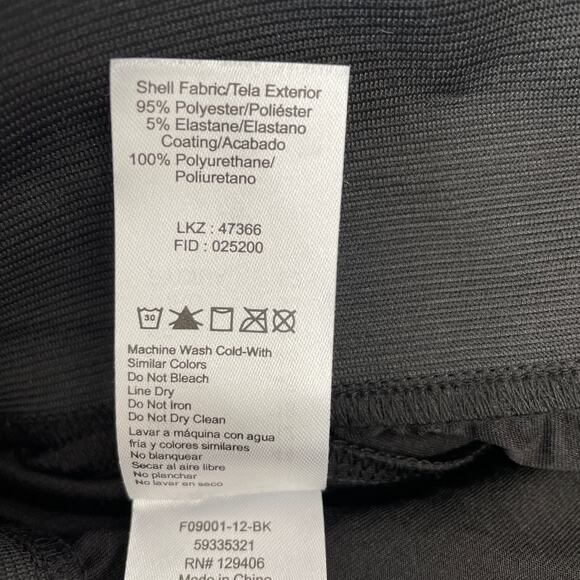 Shell Fabric/Tela Exterior
95% Polyester/Poliéster
5% Elastane/Elastano
Coating/Acabado
100% Polyurethane/
Poliuretano
LKZ : 47366
FID : 025200
30
Machine Wash Cold-With
Similar Colors
Do Not Bleach
Line Dry
Do Not Iron
Do Not Dry Clean
Lavar a máquina con agua
fría y colores similares
No blanquear
Secar al aire libre
No planchar
No lavar en seco
F09001-12-BK
59335321
RN# 129406
Made in China